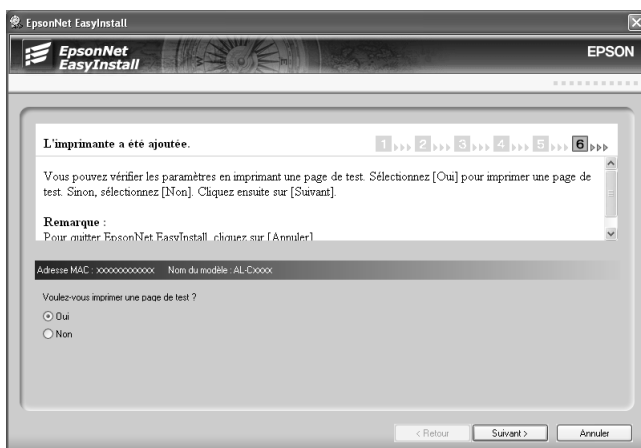 EpsonNet EasyInstall
EpsonNet
EasyInstall
EPSON
L'imprimante a été ajoutée.
1 2 3 4 5 6
Vous pouvez vérifier les paramètres en imprimant une page de test. Sélectionnez [Oui] pour imprimer une page de
test. Sinon, sélectionnez [Non]. Cliquez ensuite sur [Suivant].
Remarque :
Pour quitter EpsonNet EasyInstall, cliquez sur [Annuler]
Adresse MAC : xxxxxxxxxxxx Nom du modèle : AL-Cxxxx
Voulez-vous imprimer une page de test ?
Oui
Non
< Retour Suivant > Annuler